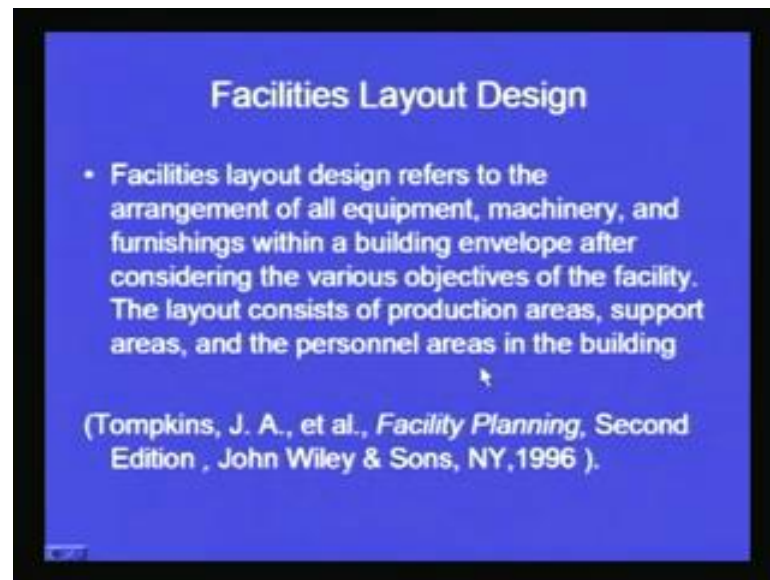 Facilities Layout Design
• Facilities layout design refers to the
arrangement of all equipment, machinery, and
furnishings within a building envelope after
considering the various objectives of the facility.
The layout consists of production areas, support
areas, and the personnel areas in the building
(Tompkins, J. A., et al., Facility Planning, Second
Edition , John Wiley & Sons, NY,1996 ).